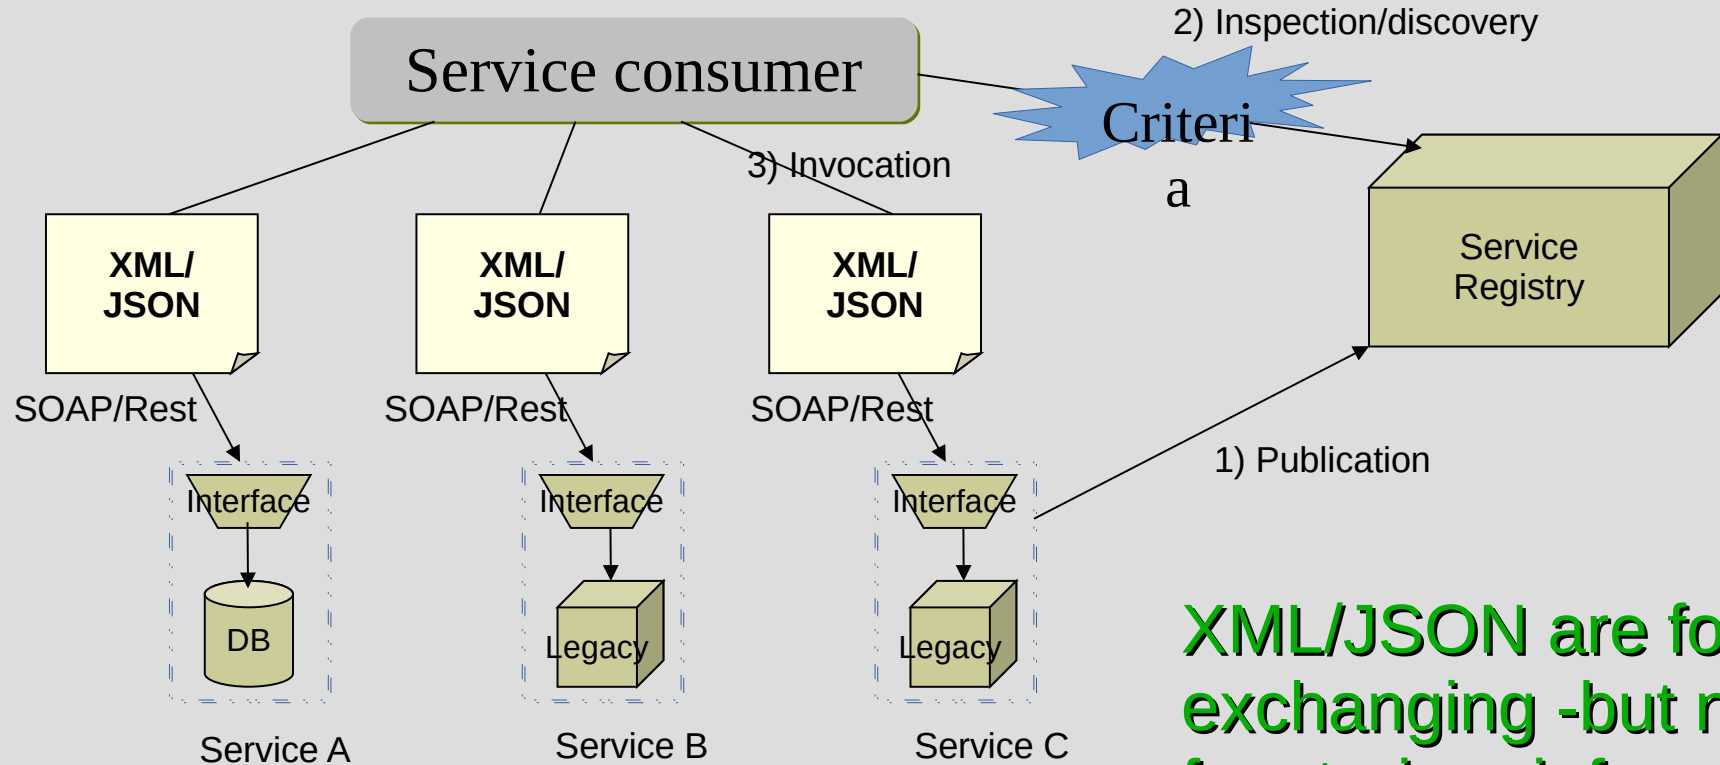 2) Inspection/discovery
Service consumer
Criteri
a
3) Invocation
XML/
JSON
XML/
JSON
XML/
JSON
Service
Registry
SOAP/Rest
SOAP/Rest
SOAP/Rest
1) Publication
Interface
Interface
Interface
DB
Legacy
Legacy
XML/JSON are fo
exchanging -but n
Service A
Service B
Service C